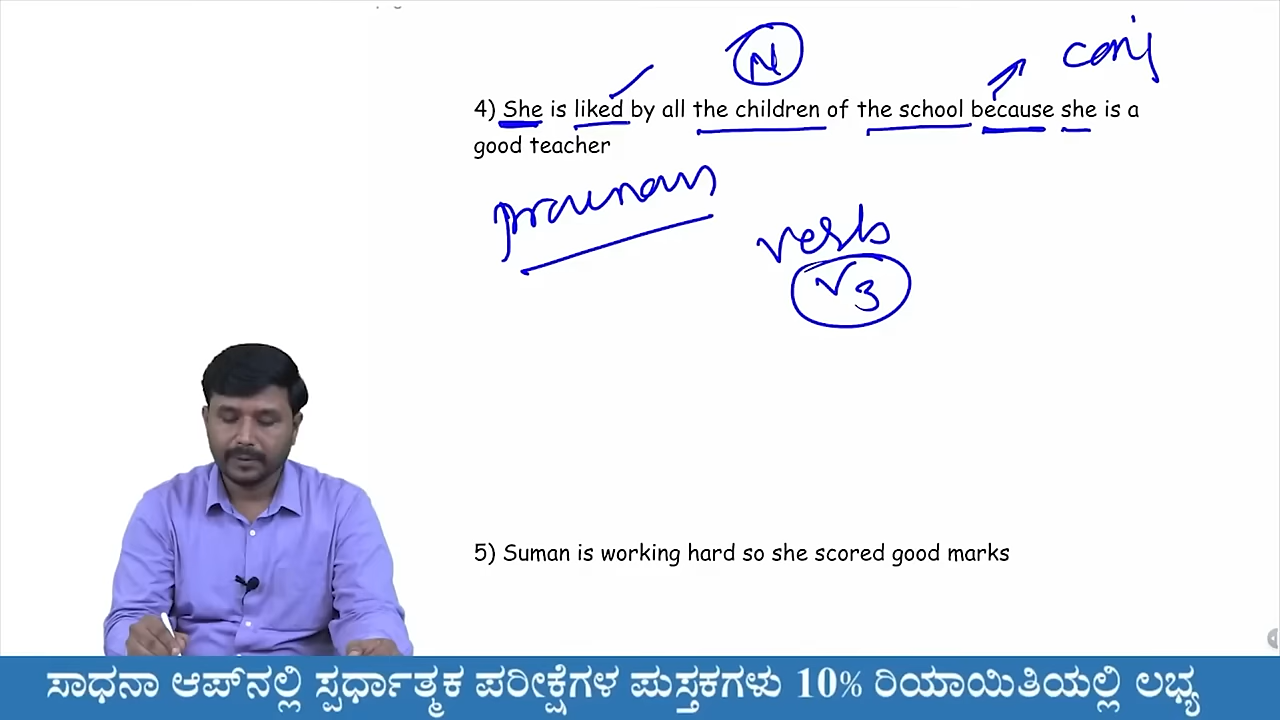 N
conj
4) She is liked by all the children of the school because she is a
good teacher
pronoun
verb
V3
5) Suman is working hard so she scored good marks
ಸಾಧನಾ ಆಪ್‌ನಲ್ಲಿ ಸ್ಪರ್ಧಾತ್ಮಕ ಪರೀಕ್ಷೆಗಳ ಪುಸ್ತಕಗಳು 10% ರಿಯಾಯಿತಿಯಲ್ಲಿ ಲಭ್ಯ